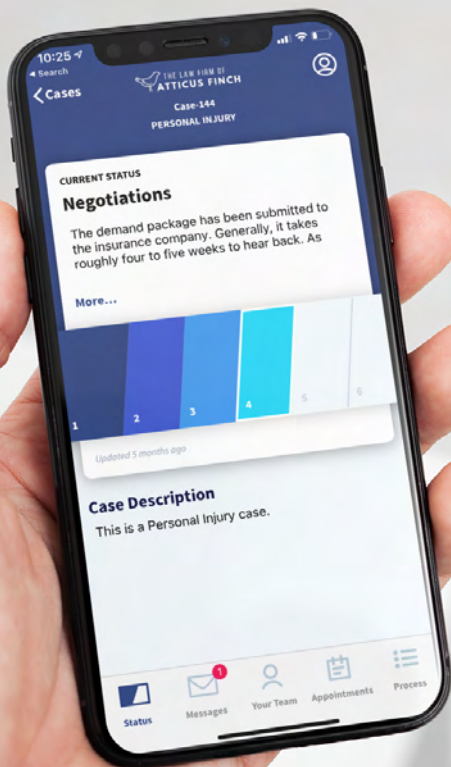 10:25
Search
Cases
THE LAW FIRM OF
ATTICUS FINCH
Case-144
PERSONAL INJURY
CURRENT STATUS
Negotiations
The demand package has been submitted to
the insurance company. Generally, it takes
roughly four to five weeks to hear back. As
More...
1 2 3 4 5 6
Updated 5 months ago
Case Description
This is a Personal Injury case.
1
Status Messages Your Team Appointments Process